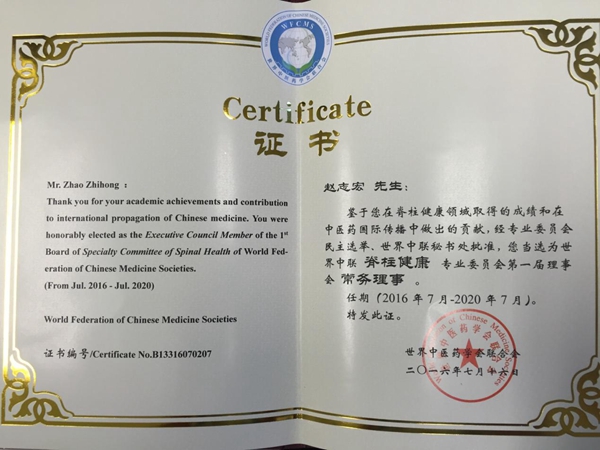 WFCMS
Certificate
证书
Mr. Zhao Zhihong :
Thank you for your academic achievements and contribution
to international propagation of Chinese medicine. You were
honorably elected as the Executive Council Member of the 1st
Board of Specialty Committee of Spinal Health of World Fed-
eration of Chinese Medicine Societies.
(From Jul. 2016 - Jul. 2020)
World Federation of Chinese Medicine Societies
证书编号/Certificate No.B13316070207
赵志宏 先生：
鉴于您在脊柱健康领域取得的成绩和在
中医药国际传播中做出的贡献,经专业委员会
民主选举、世界中联秘书处批准,您当选为世
界中联 脊柱健康 专业委员会第一届理事
会 常务理事 。
任期(2016年7月-2020年7月)。
特发此证。
世界中医药学会联合会
二〇一六年七月十六日